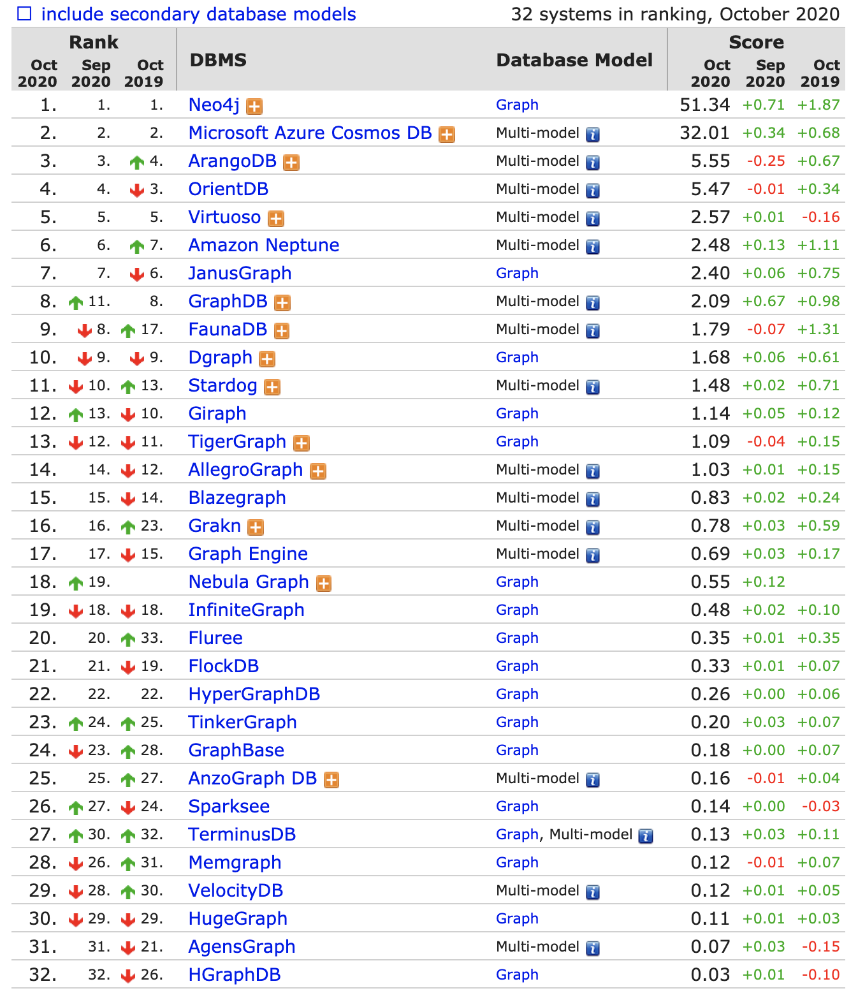 include secondary database models 32 systems in ranking, October 2020
Rank DBMS Database Model Score
Oct 2020 Sep 2020 Oct 2019 Oct 2020 Sep 2020 Oct 2019
1. 1. 1. Neo4j Graph 51.34 +0.71 +1.87
2. 2. 2. Microsoft Azure Cosmos DB Multi-model 32.01 +0.34 +0.68
3. 3. 4. ArangoDB Multi-model 5.55 -0.25 +0.67
4. 4. 3. OrientDB Multi-model 5.47 -0.01 +0.34
5. 5. 5. Virtuoso Multi-model 2.57 +0.01 -0.16
6. 6. 7. Amazon Neptune Multi-model 2.48 +0.13 +1.11
7. 7. 6. JanusGraph Graph 2.40 +0.06 +0.75
8. 11. 8. GraphDB Multi-model 2.09 +0.67 +0.98
9. 8. 17. FaunaDB Multi-model 1.79 -0.07 +1.31
10. 9. 9. Dgraph Graph 1.68 +0.06 +0.61
11. 10. 13. Stardog Multi-model 1.48 +0.02 +0.71
12. 13. 10. Giraph Graph 1.14 +0.05 +0.12
13. 12. 11. TigerGraph Graph 1.09 -0.04 +0.15
14. 14. 12. AllegroGraph Multi-model 1.03 +0.01 +0.15
15. 15. 14. Blazegraph Multi-model 0.83 +0.02 +0.24
16. 16. 23. Grakn Multi-model 0.78 +0.03 +0.59
17. 17. 15. Graph Engine Multi-model 0.69 +0.03 +0.17
18. 19. Nebula Graph Graph 0.55 +0.12
19. 18. 18. InfiniteGraph Graph 0.48 +0.02 +0.10
20. 20. 33. Fluree Graph 0.35 +0.01 +0.35
21. 21. 19. FlockDB Graph 0.33 +0.01 +0.07
22. 22. 22. HyperGraphDB Graph 0.26 +0.00 +0.06
23. 24. 25. TinkerGraph Graph 0.20 +0.03 +0.07
24. 23. 28. GraphBase Graph 0.18 +0.00 +0.07
25. 25. 27. AnzoGraph DB Multi-model 0.16 -0.01 +0.04
26. 27. 24. Sparksee Graph 0.14 +0.00 -0.03
27. 30. 32. TerminusDB Graph, Multi-model 0.13 +0.03 +0.11
28. 26. 31. Memgraph Graph 0.12 -0.01 +0.07
29. 28. 30. VelocityDB Multi-model 0.12 +0.01 +0.05
30. 29. 29. HugeGraph Graph 0.11 +0.01 +0.03
31. 31. 21. AgensGraph Multi-model 0.07 +0.03 -0.15
32. 32. 26. HGraphDB Graph 0.03 +0.01 -0.10